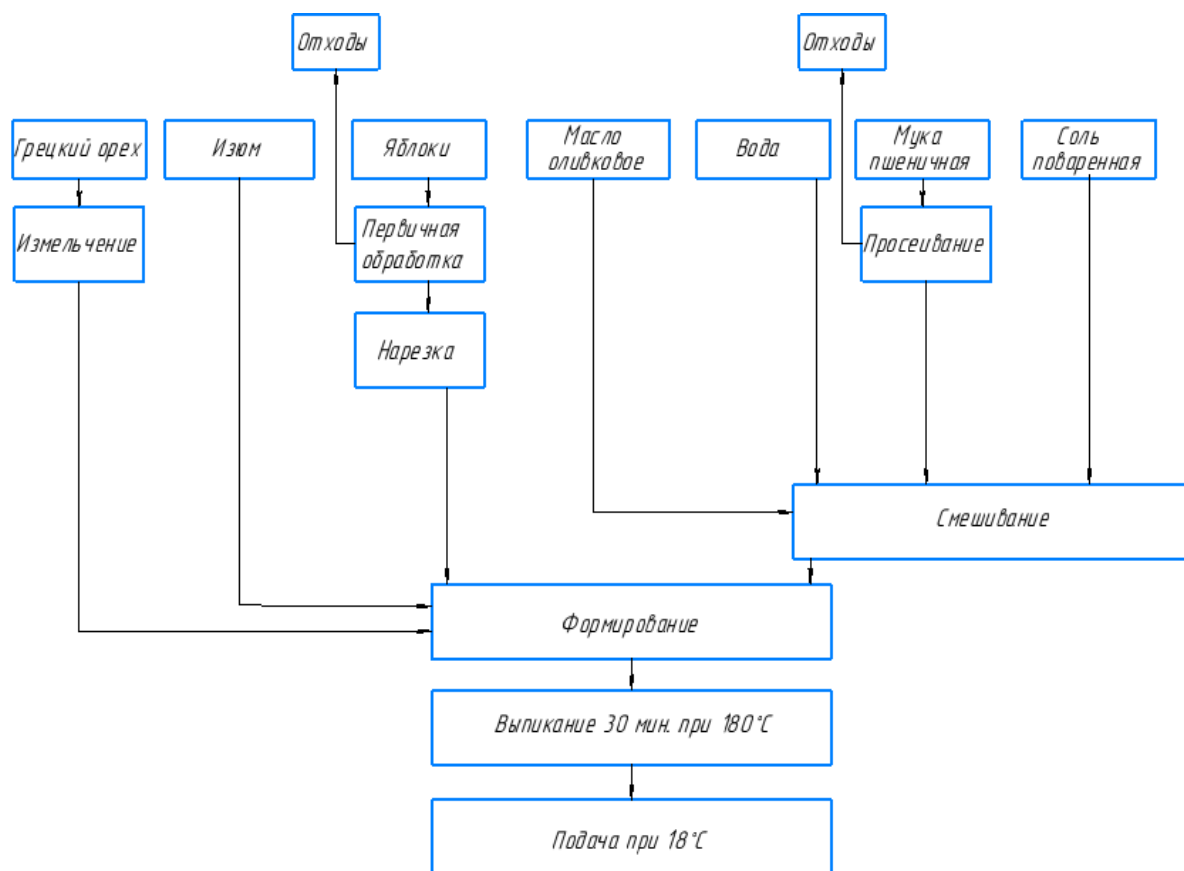 Отходы
Отходы
Грецкий орех
Изюм
Яблоки
Масло
оливковое
Вода
Мука
пшеничная
Соль
поваренная
Измельчение
Первичная
обработка
Просеивание
Нарезка
Смешивание
Формирование
Выпикание 30 мин. при 180°С
Подача при 18°С